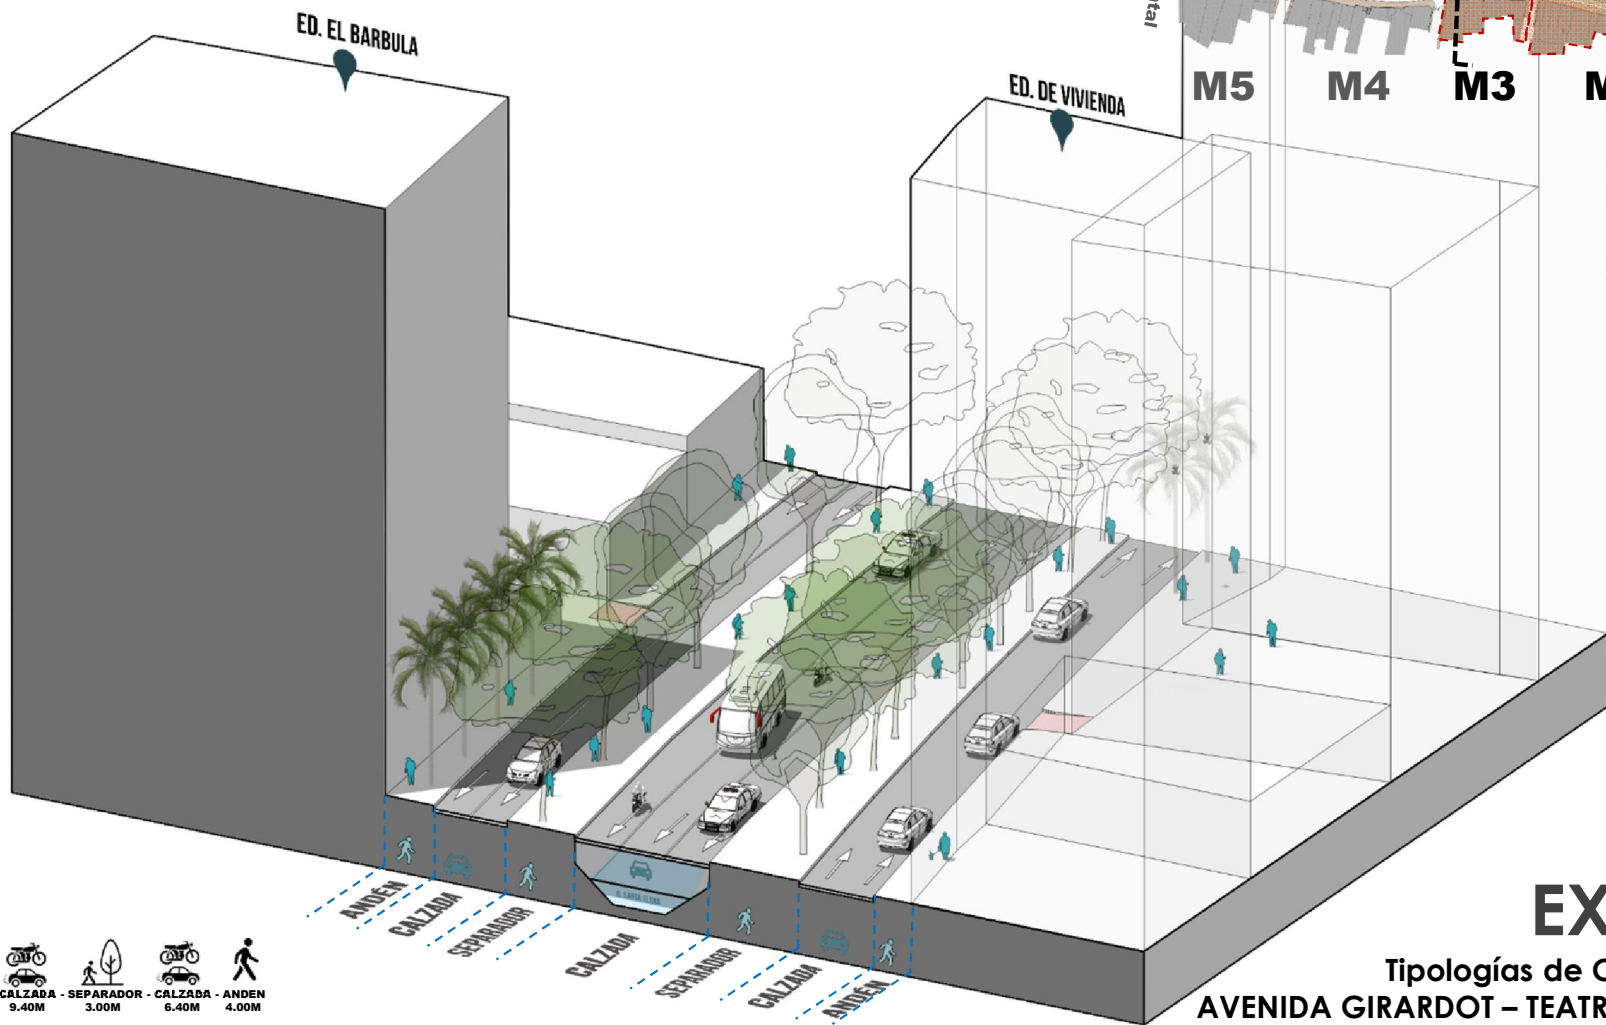 ED. EL BARBULA
ED. DE VIVIENDA
M5
M4
M3
M
ANDÉN
CALZADA
SEPARADOR
CALZADA
SEPARADOR
CALZADA
ANDÉN
CALZADA - SEPARADOR - CALZADA - ANDEN
9.40M 3.00M 6.40M 4.00M
EX
Tipologías de C
AVENIDA GIRARDOT – TEATR